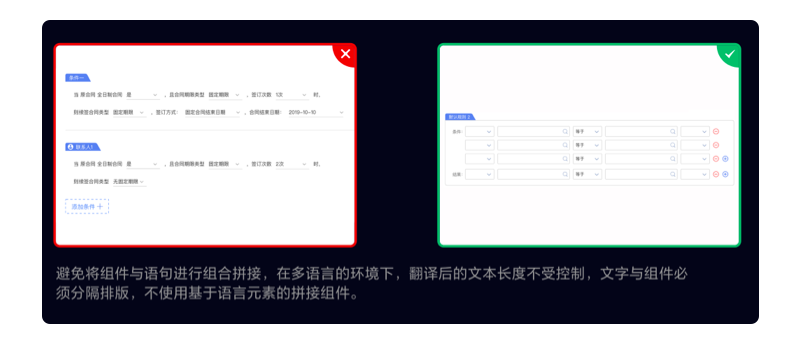 条件一
当 原合同 全日制合同 是 ，且合同期限类型 固定期限 ，签订次数 1次 时，
则续签合同类型 固定期限 ，签订方式： 固定合同结束日期 ，合同结束日期： 2019-10-10
联系人1
当 原合同 全日制合同 是 ，且合同期限类型 固定期限 ，签订次数 2次 时，
则续签合同类型 无固定期限
添加条件
默认规则 2
条件:
等于
等于
等于
结果:
等于
避免将组件与语句进行组合拼接，在多语言的环境下，翻译后的文本长度不受控制，文字与组件必
须分隔排版，不使用基于语言元素的拼接组件。